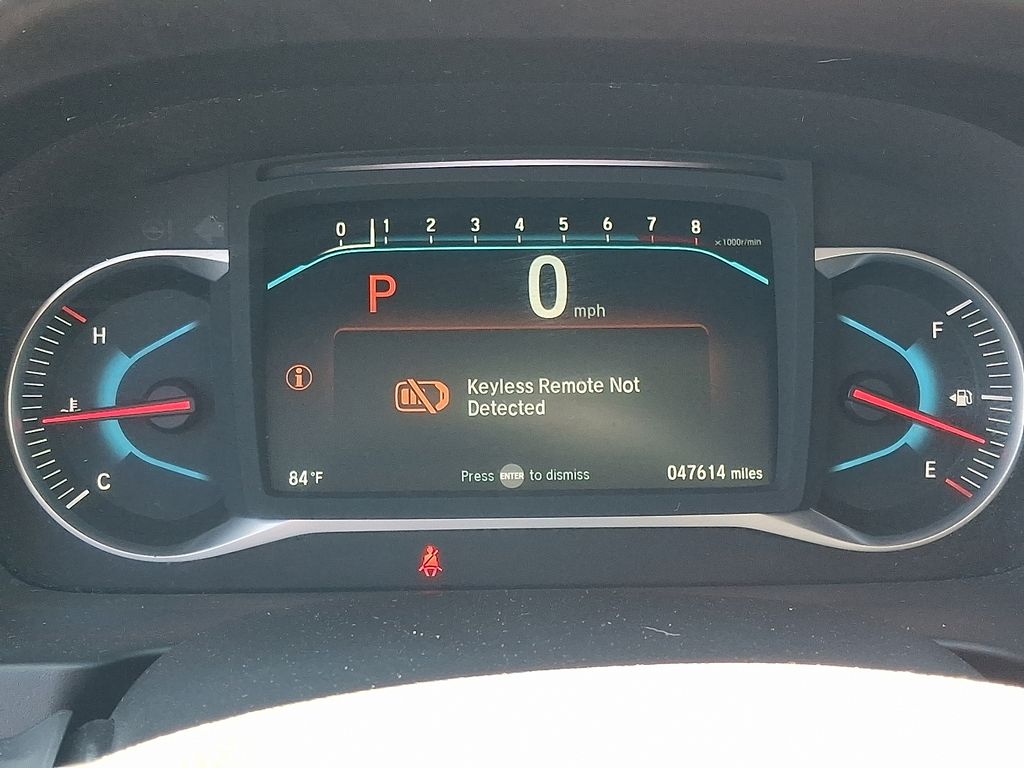 0 1 2 3 4 5 6 7 8
x1000r/min
P 0 mph
H
F
Keyless Remote Not
Detected
C
E
84°F
Press ENTER to dismiss
047614 miles